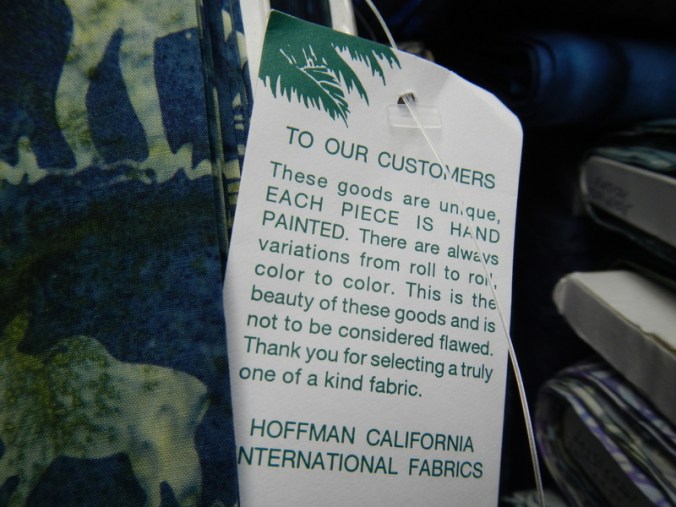 TO OUR CUSTOMERS
These goods are unique,
EACH PIECE IS HAND
PAINTED. There are always
variations from roll to roll,
color to color. This is the
beauty of these goods and is
not to be considered flawed.
Thank you for selecting a truly
one of a kind fabric.
HOFFMAN CALIFORNIA
INTERNATIONAL FABRICS